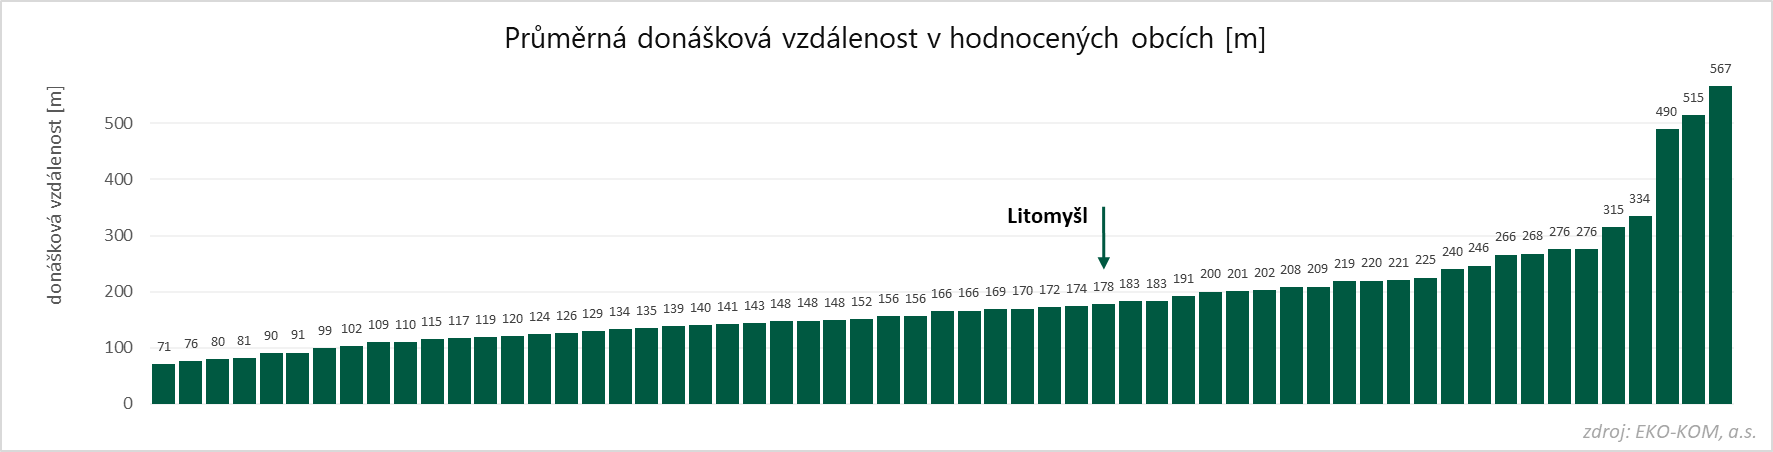 Průměrná donášková vzdálenost v hodnocených obcích [m]
donášková vzdálenost [m]
500
400
300
200
100
0
Litomyšl
71 76 80 81 90 91 99 102 109 110 115 117 119 120 124 126 129 134 135 139 140 141 143 148 148 148 152 156 156 166 166 169 170 172 174 178 183 183 191 200 201 202 208 209 219 220 221 225 240 246 266 268 276 276 315 334 490 515 567
zdroj: EKO-KOM, a.s.